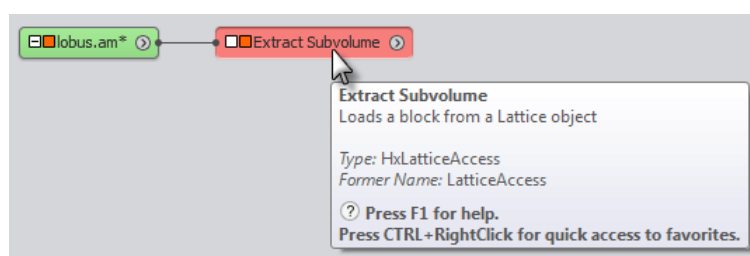 lobus.am*
Extract Subvolume
Extract Subvolume
Loads a block from a Lattice object
Type: HxLatticeAccess
Former Name: LatticeAccess
? Press F1 for help.
Press CTRL+RightClick for quick access to favorites.